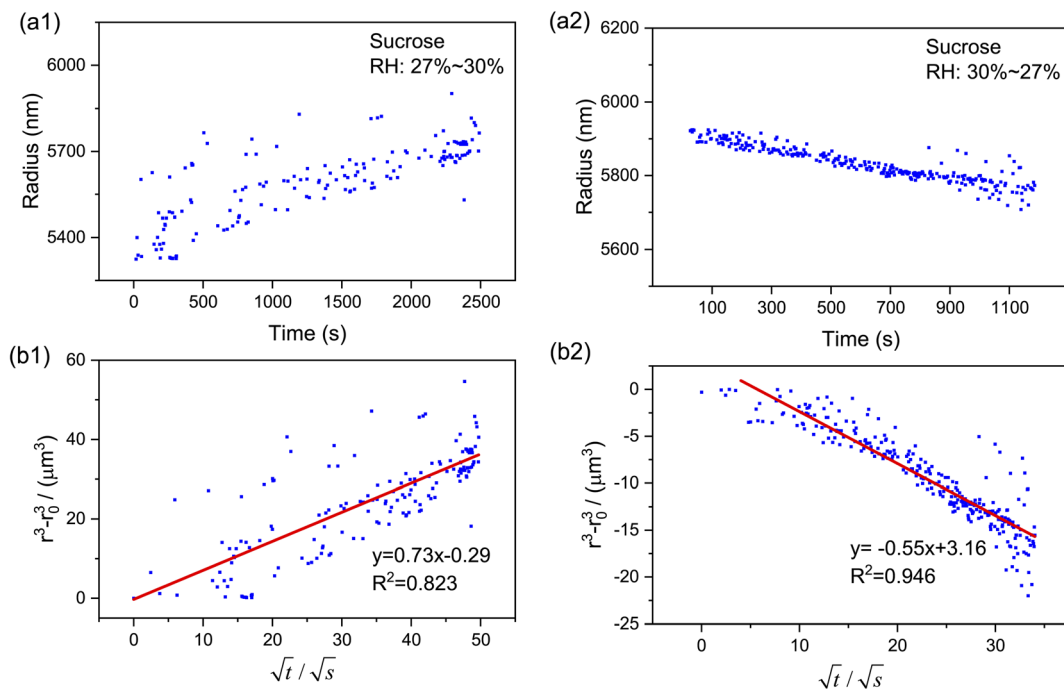 (a1)
Sucrose
RH: 27%~30%
Radius (nm)
6000
5700
5400
0 500 1000 1500 2000 2500
Time (s)
(a2)
Sucrose
RH: 30%~27%
Radius (nm)
6200
6000
5800
5600
100 300 500 700 900 1100
Time (s)
(b1)
r³-r₀³ / (μm³)
60
40
20
0
y=0.73x-0.29
R²=0.823
0 10 20 30 40 50
√t / √s
(b2)
r³-r₀³ / (μm³)
0
-5
-10
-15
-20
-25
y= -0.55x+3.16
R²=0.946
0 10 20 30
√t / √s